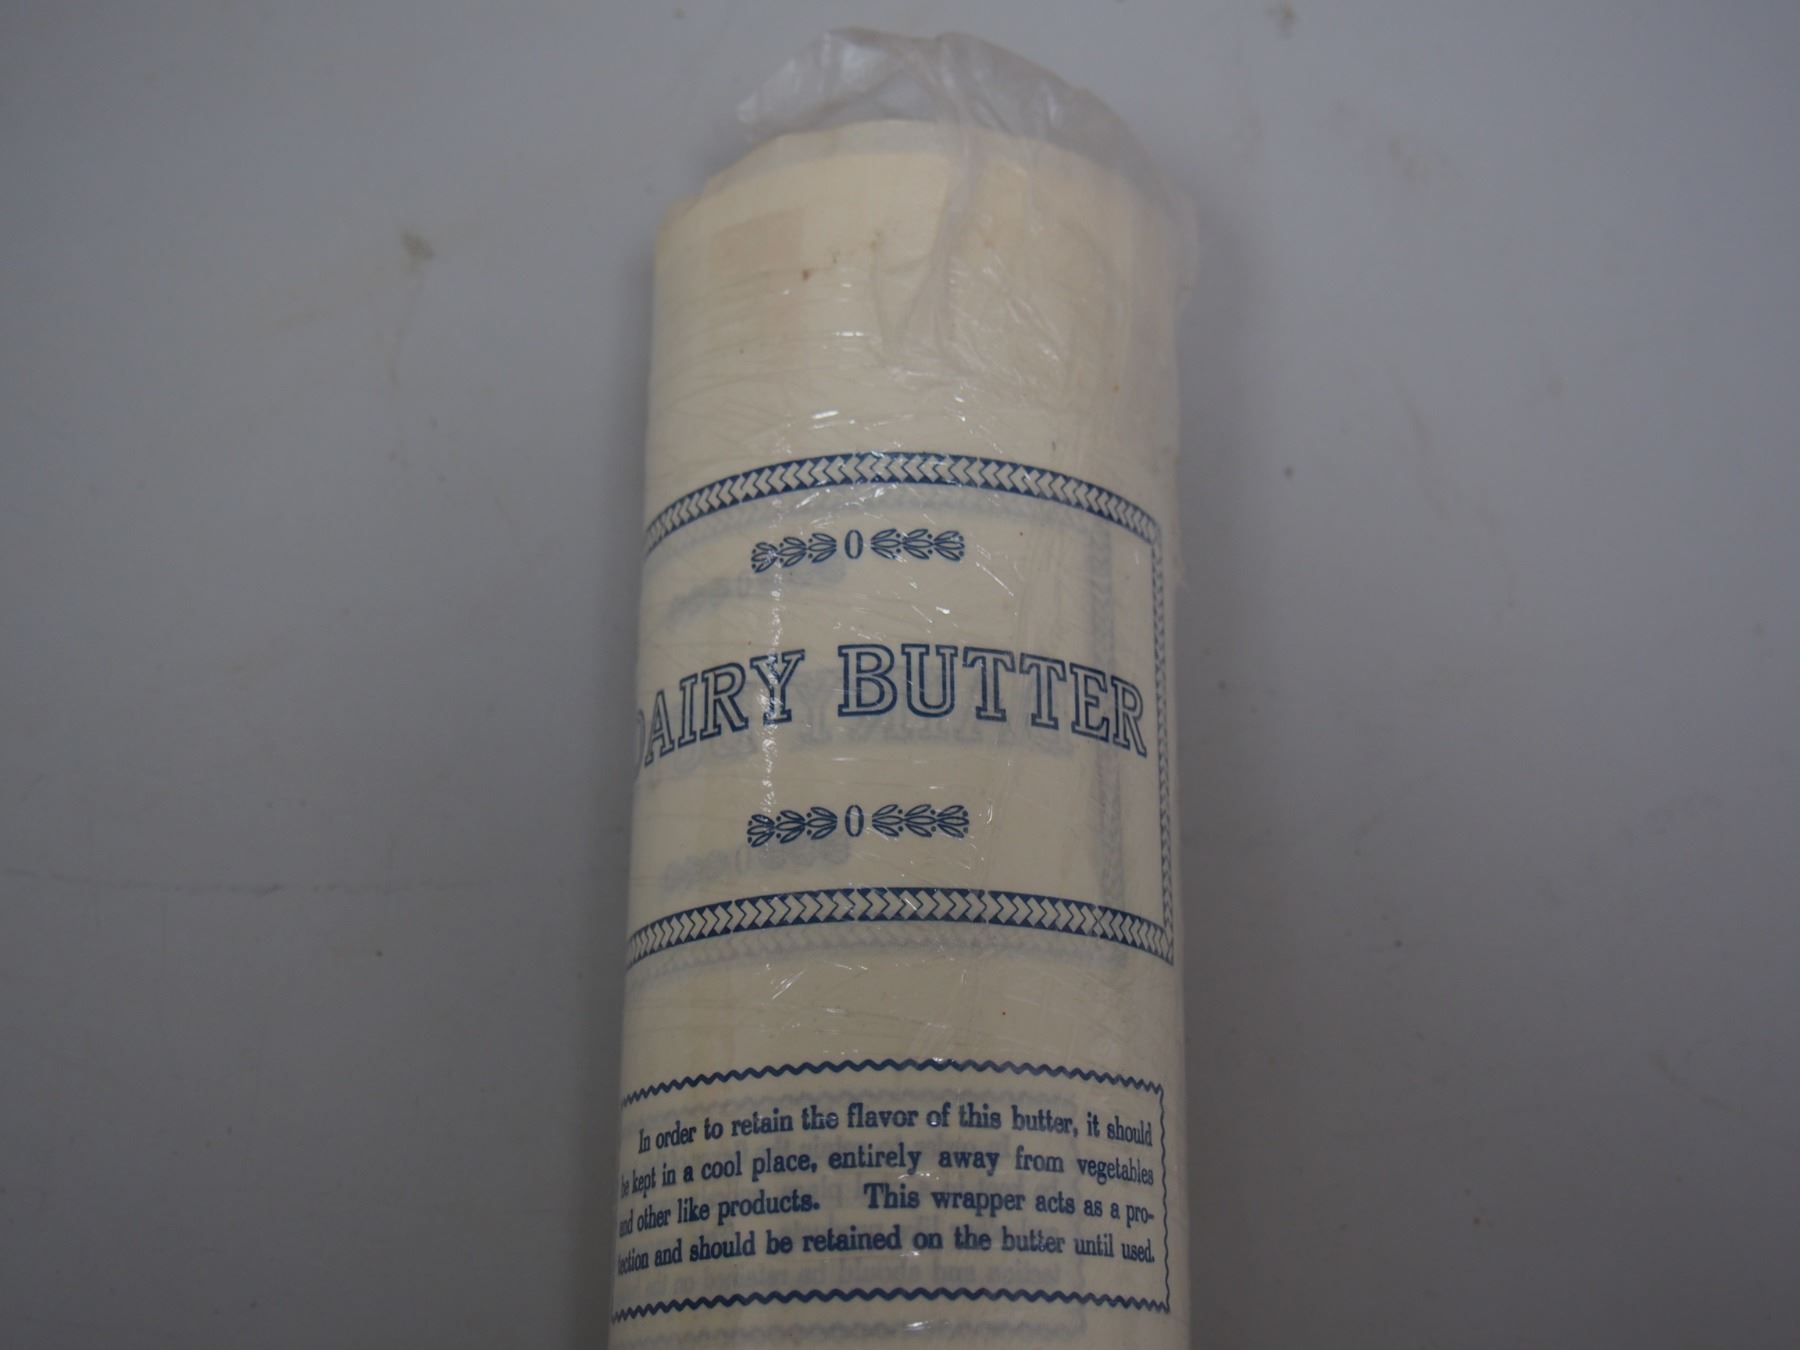 DAIRY BUTTER
In order to retain the flavor of this butter, it should
be kept in a cool place, entirely away from vegetables
and other like products. This wrapper acts as a pro-
tection and should be retained on the butter until used.